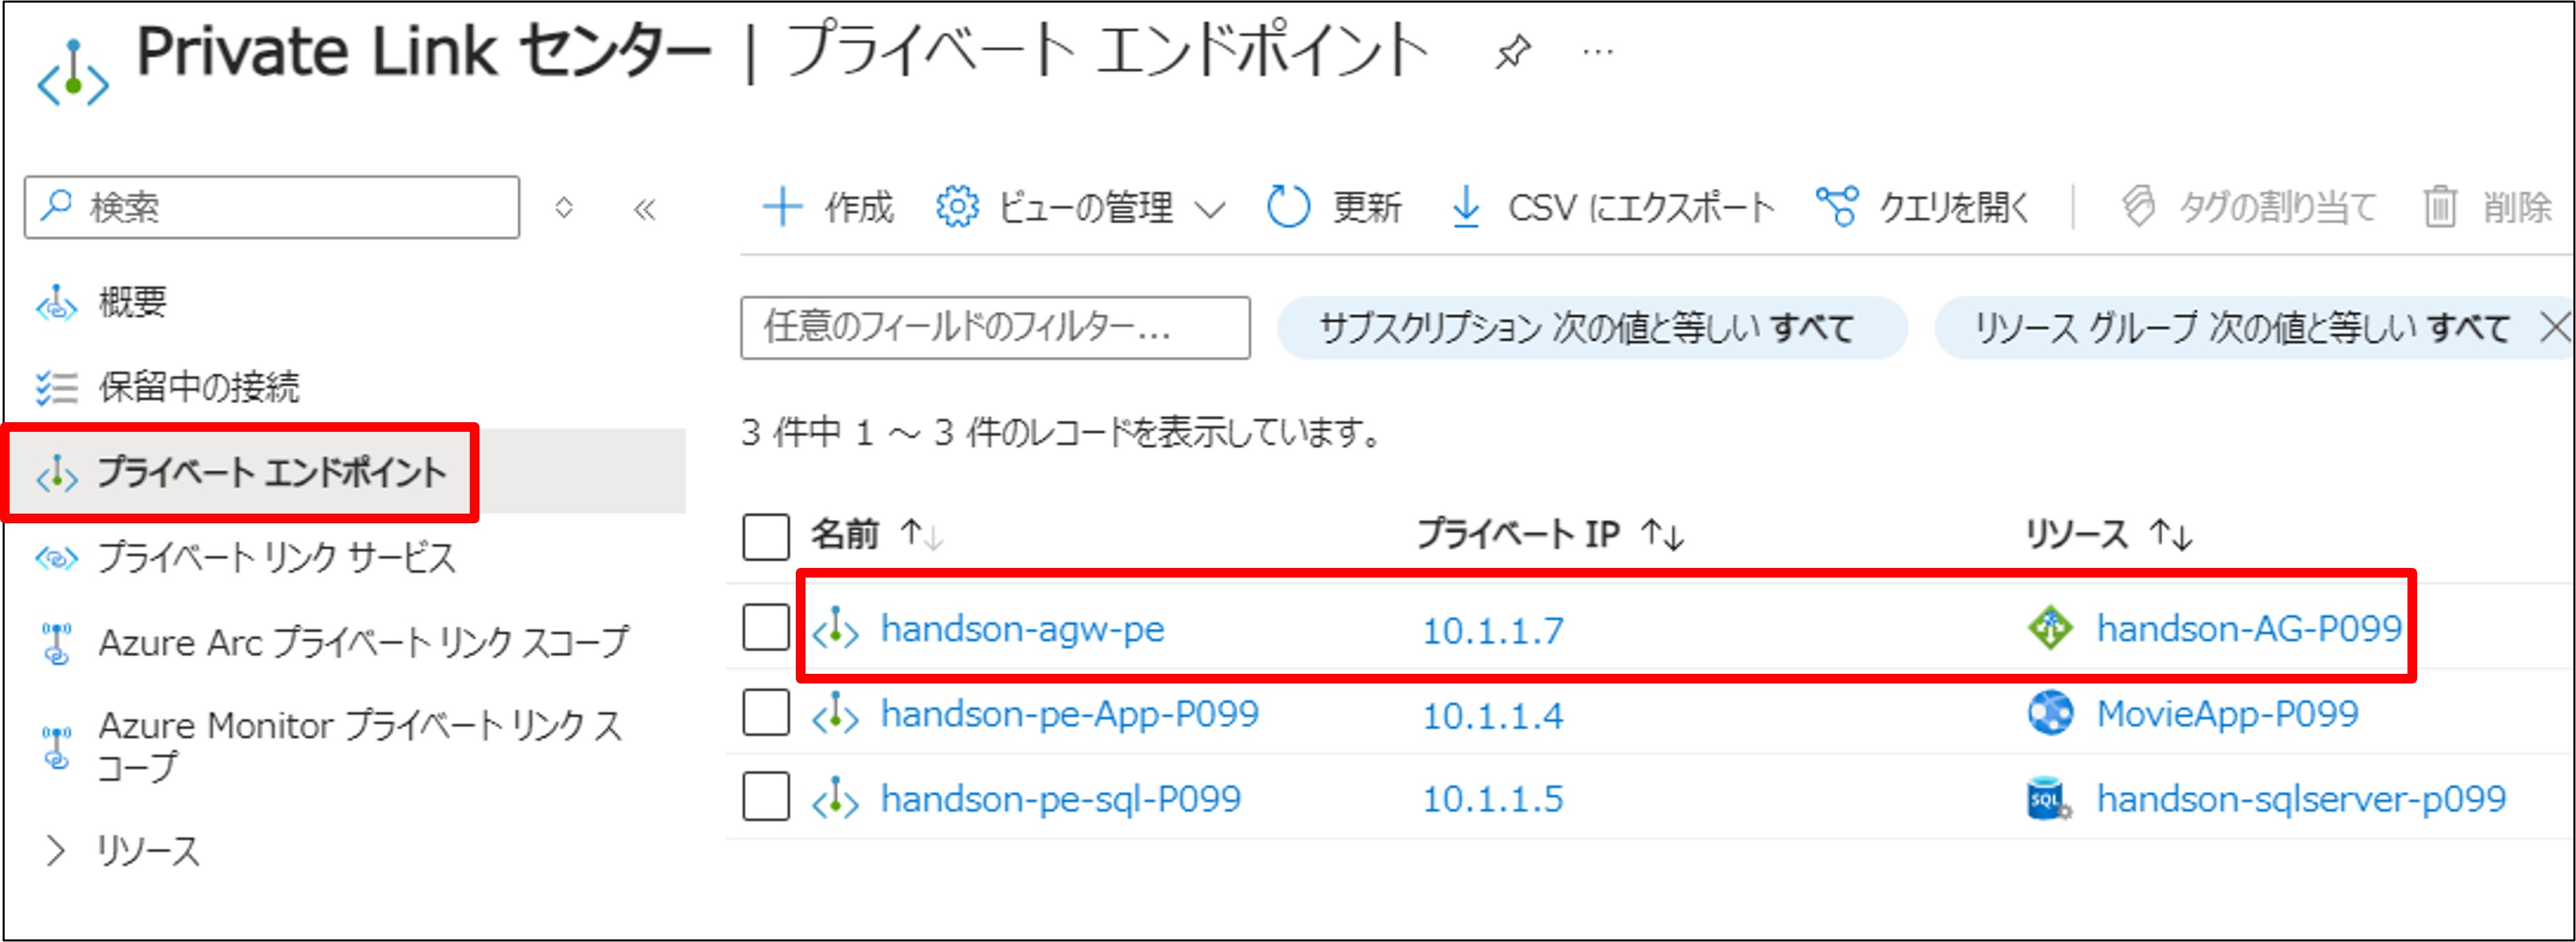 Private Link センター | プライベート エンドポイント ...
検索
作成 ビューの管理 更新 CSV にエクスポート クエリを開く タグの割り当て 削除
概要
保留中の接続
プライベート エンドポイント
プライベート リンク サービス
Azure Arc プライベート リンク スコープ
Azure Monitor プライベート リンク ス
コープ
リソース
任意のフィールドのフィルター... サブスクリプション 次の値と等しい すべて リソース グループ 次の値と等しい すべて
3 件中 1 ～ 3 件のレコードを表示しています。
名前 ↑↓ プライベート IP ↑↓ リソース ↑↓
handson-agw-pe 10.1.1.7 handson-AG-P099
handson-pe-App-P099 10.1.1.4 MovieApp-P099
handson-pe-sql-P099 10.1.1.5 SQL handson-sqlserver-p099